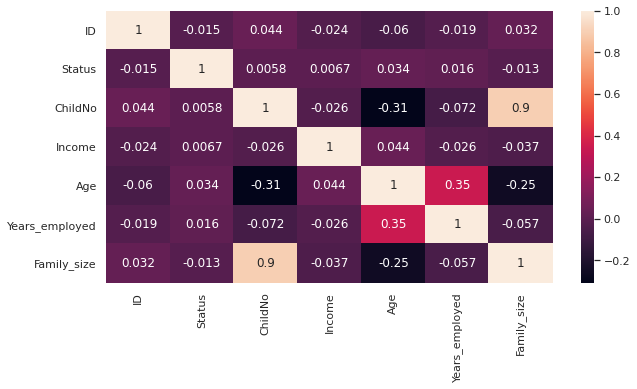 ID 1 -0.015 0.044 -0.024 -0.06 -0.019 0.032
Status -0.015 1 0.0058 0.0067 0.034 0.016 -0.013
ChildNo 0.044 0.0058 1 -0.026 -0.31 -0.072 0.9
Income -0.024 0.0067 -0.026 1 0.044 -0.026 -0.037
Age -0.06 0.034 -0.31 0.044 1 0.35 -0.25
Years_employed -0.019 0.016 -0.072 -0.026 0.35 1 -0.057
Family_size 0.032 -0.013 0.9 -0.037 -0.25 -0.057 1
ID Status ChildNo Income Age Years_employed Family_size
1.0
0.8
0.6
0.4
0.2
0.0
−0.2